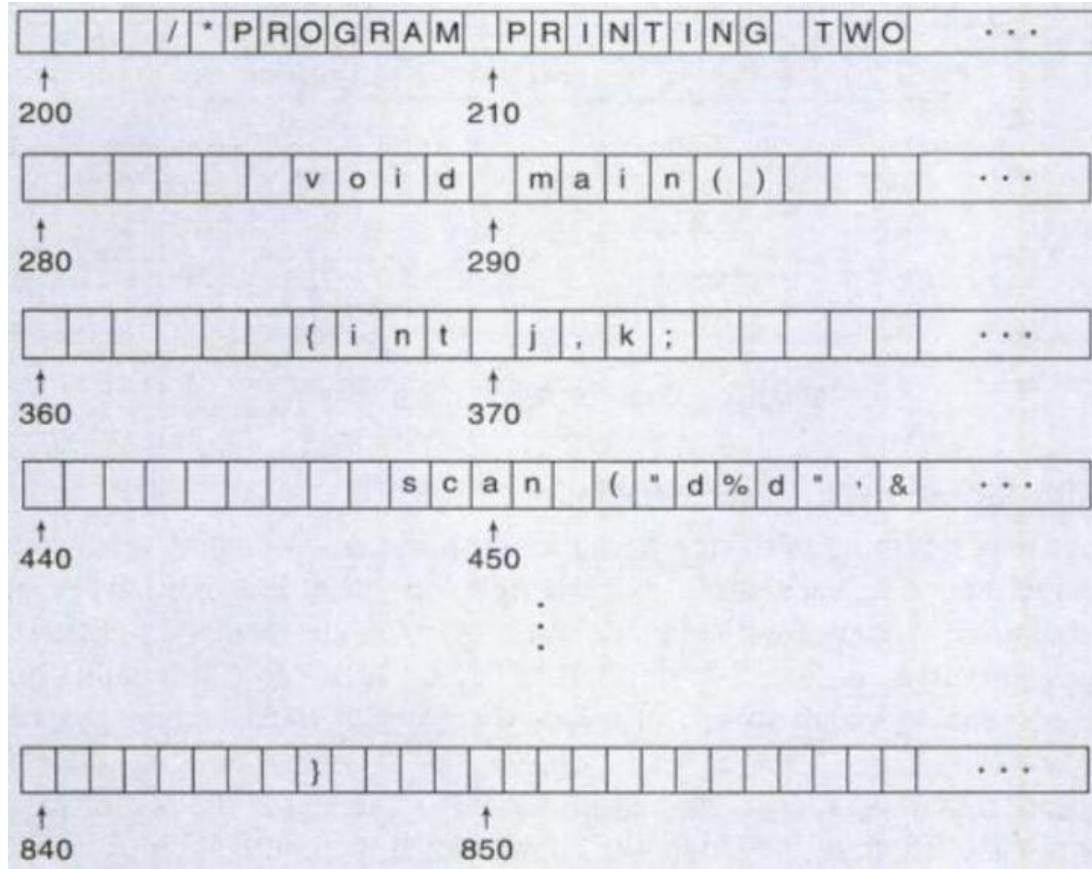 /*PROGRAM PRINTING TWO ...
200 210
void main() ...
280 290
{int j,k; ...
360 370
scan ("d%d"'& ...
440 450
} ...
840 850